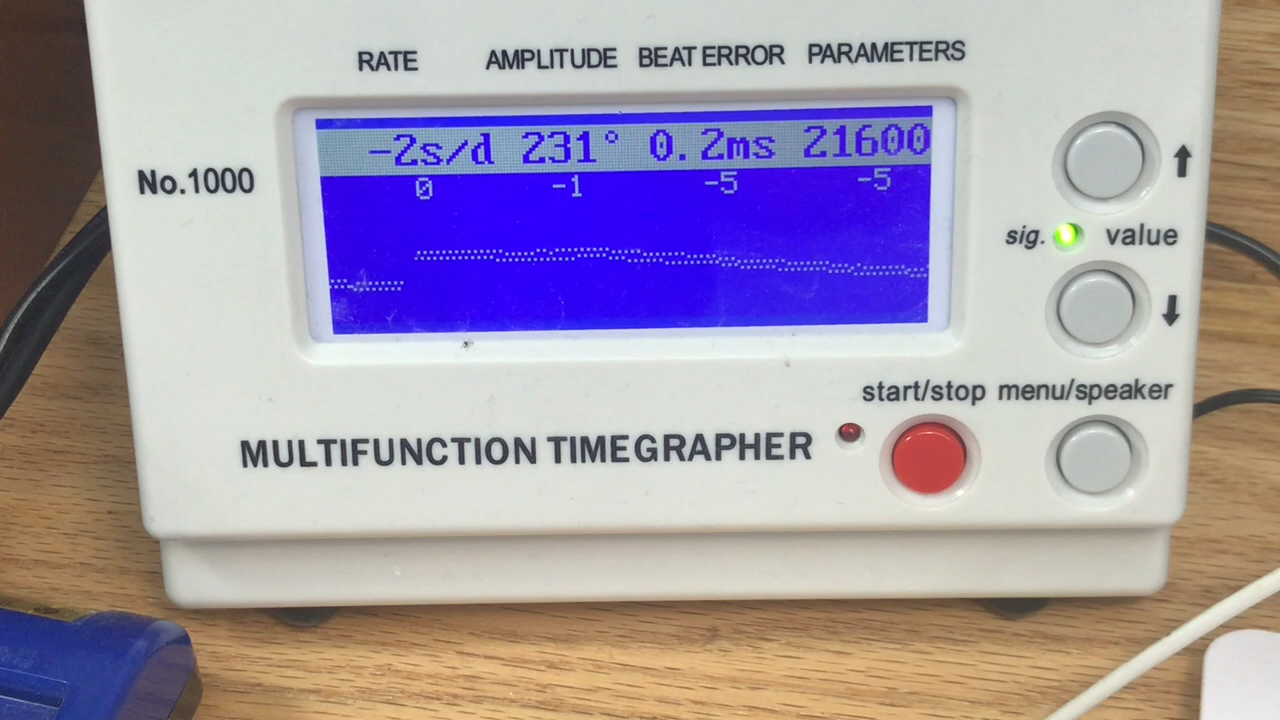 RATE AMPLITUDE BEAT ERROR PARAMETERS
-2s/d 231° 0.2ms 21600
0 -1 -5 -5
No.1000
sig. value
start/stop menu/speaker
MULTIFUNCTION TIMEGRAPHER